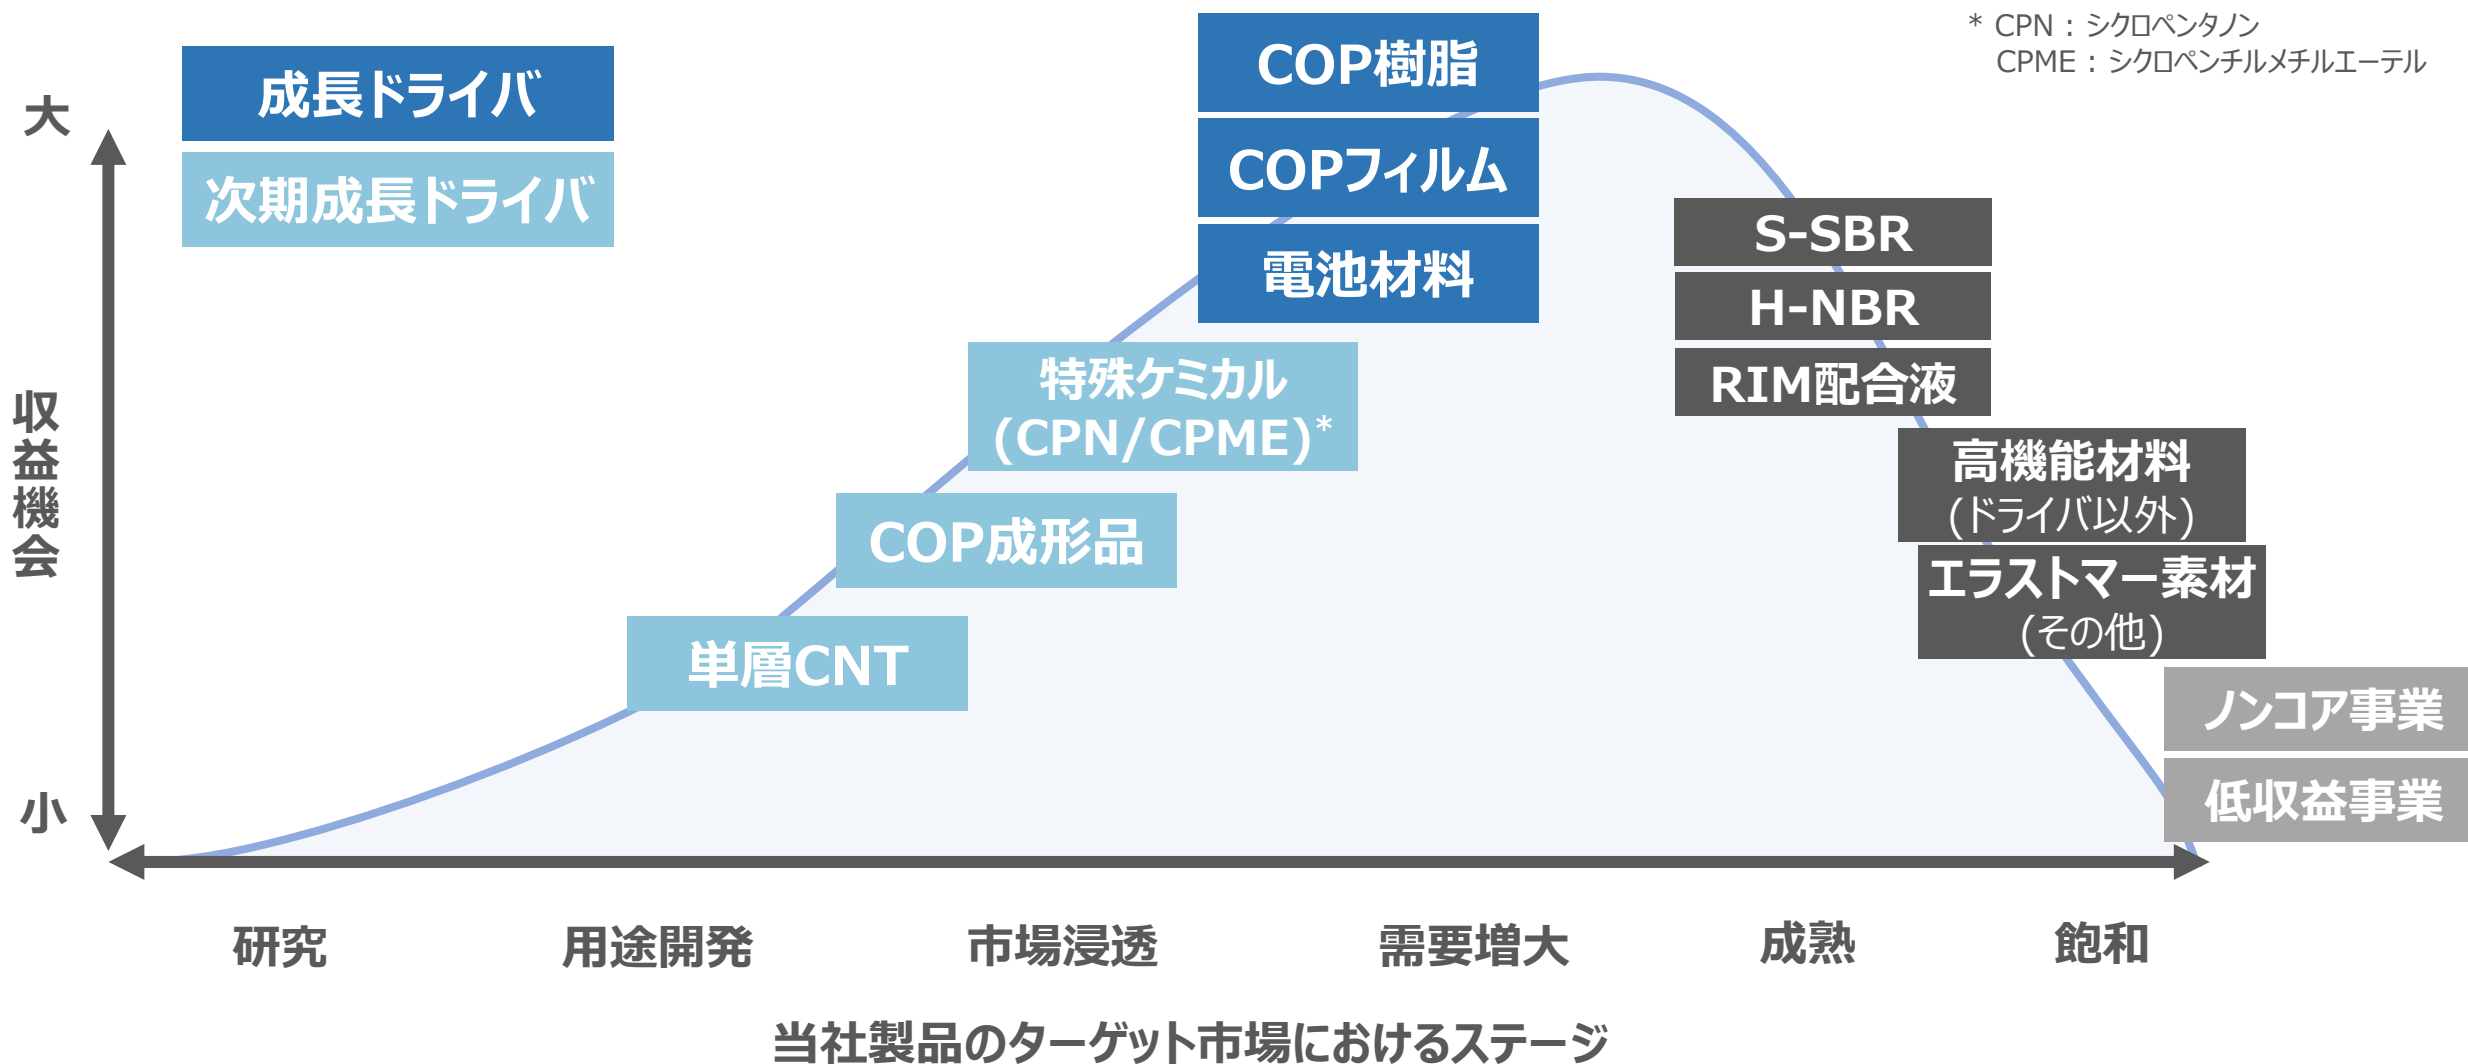 * CPN : シクロペンタノン
CPME : シクロペンチルメチルエーテル
成長ドライバ
次期成長ドライバ
大
収益機会
小
COP樹脂
COPフィルム
電池材料
特殊ケミカル
(CPN/CPME)*
COP成形品
単層CNT
S-SBR
H-NBR
RIM配合液
高機能材料
(ドライバ以外)
エラストマー素材
(その他)
ノンコア事業
低収益事業
研究
用途開発
市場浸透
需要増大
成熟
飽和
当社製品のターゲット市場におけるステージ